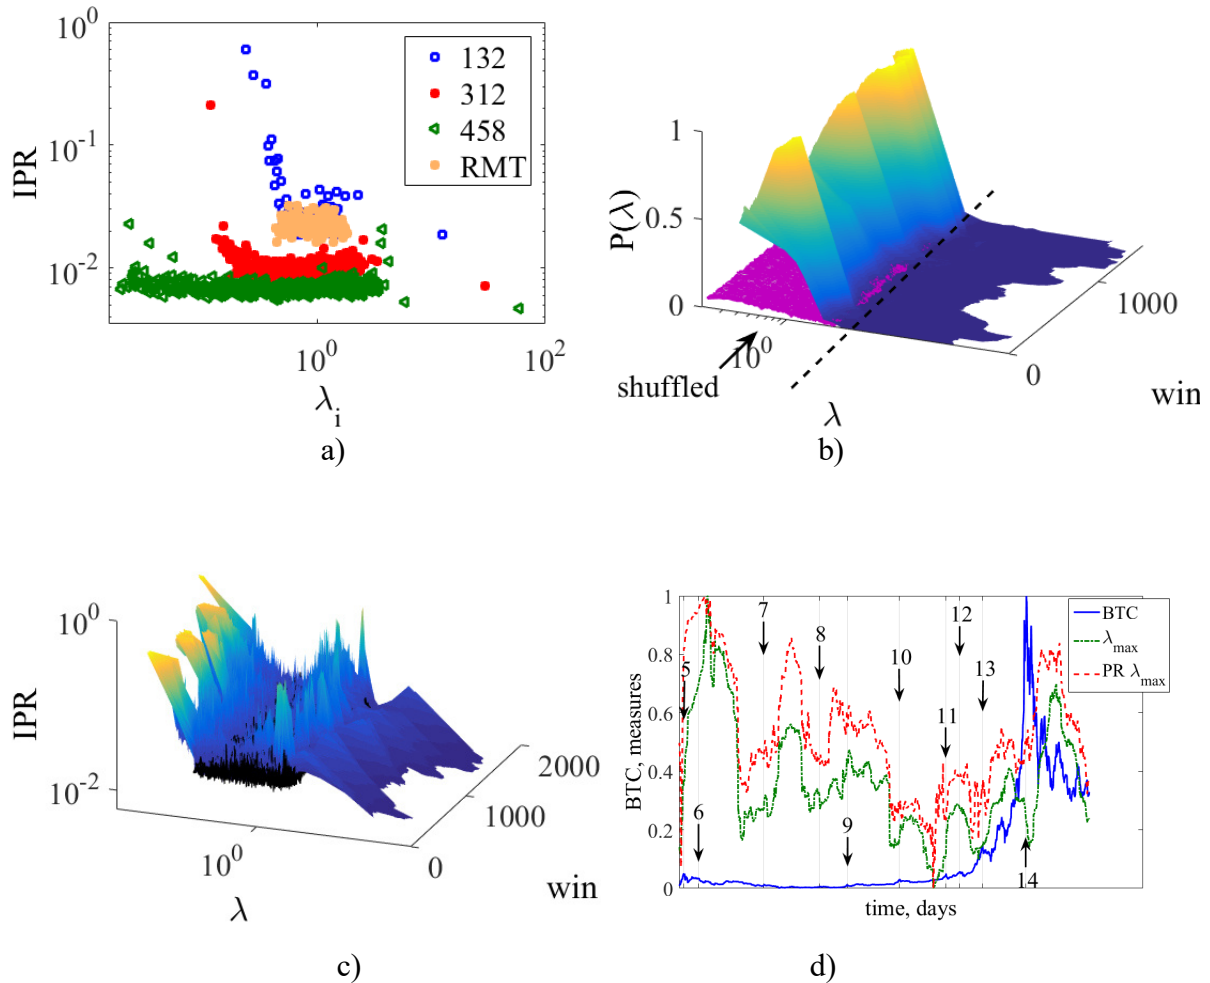 10^0
10^-1
10^-2
IPR
132
312
458
RMT
10^0
10^2
λ_i
a)
1
0.5
0
P(λ)
10^0
shuffled
λ
0
1000
win
b)
10^0
10^-2
IPR
10^0
λ
0
1000
2000
win
c)
1
0.8
0.6
0.4
0.2
0
BTC, measures
5
6
7
8
9
10
11
12
13
14
BTC
λ_max
PR λ_max
time, days
d)